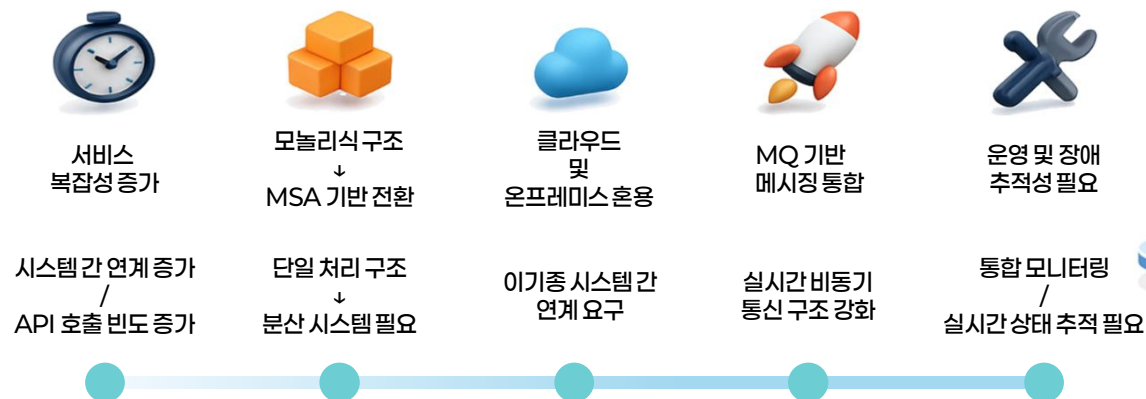 서비스
복잡성 증가
모놀리식 구조
↓
MSA 기반 전환
클라우드
및
온프레미스 혼용
MQ 기반
메시징 통합
운영 및 장애
추적성 필요
시스템 간 연계 증가
/
API 호출 빈도 증가
단일 처리 구조
↓
분산 시스템 필요
이기종 시스템 간
연계 요구
실시간 비동기
통신 구조 강화
통합 모니터링
/
실시간 상태 추적 필요